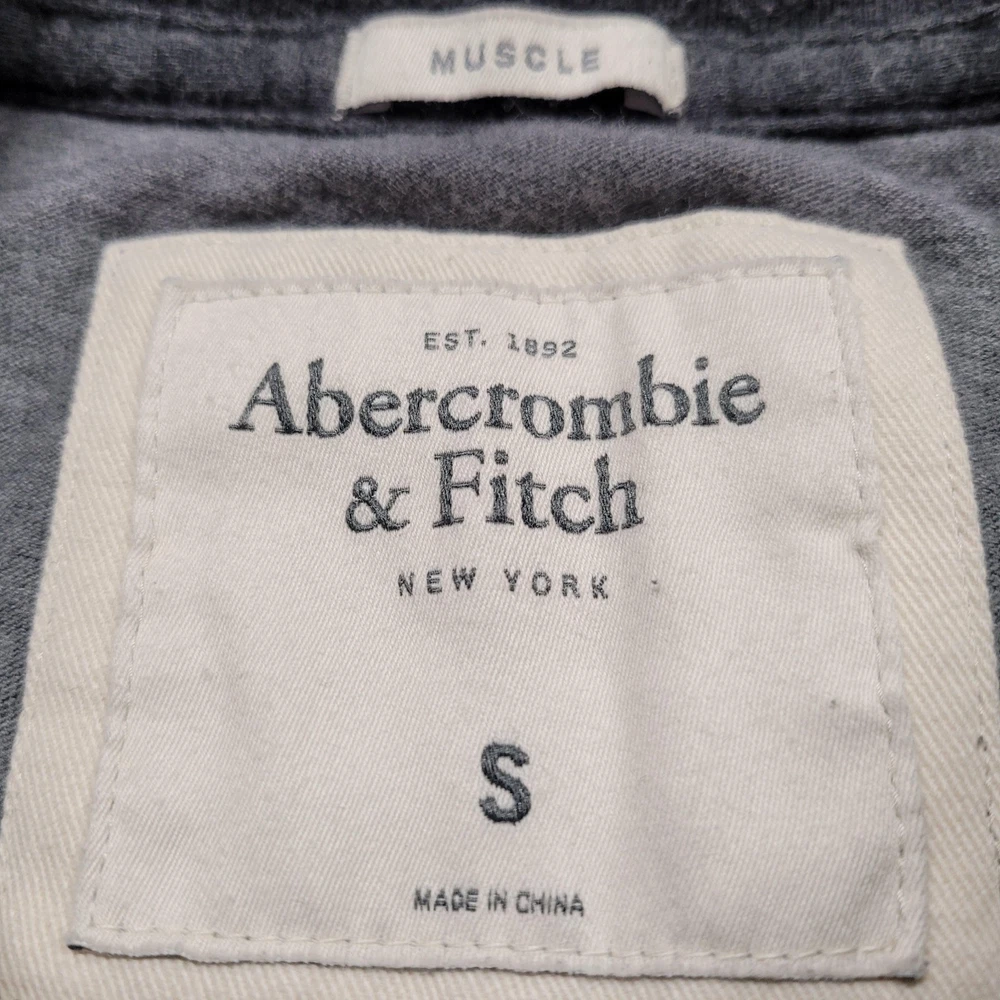 MUSCLE
EST. 1892
Abercrombie
& Fitch
NEW YORK
S
MADE IN CHINA